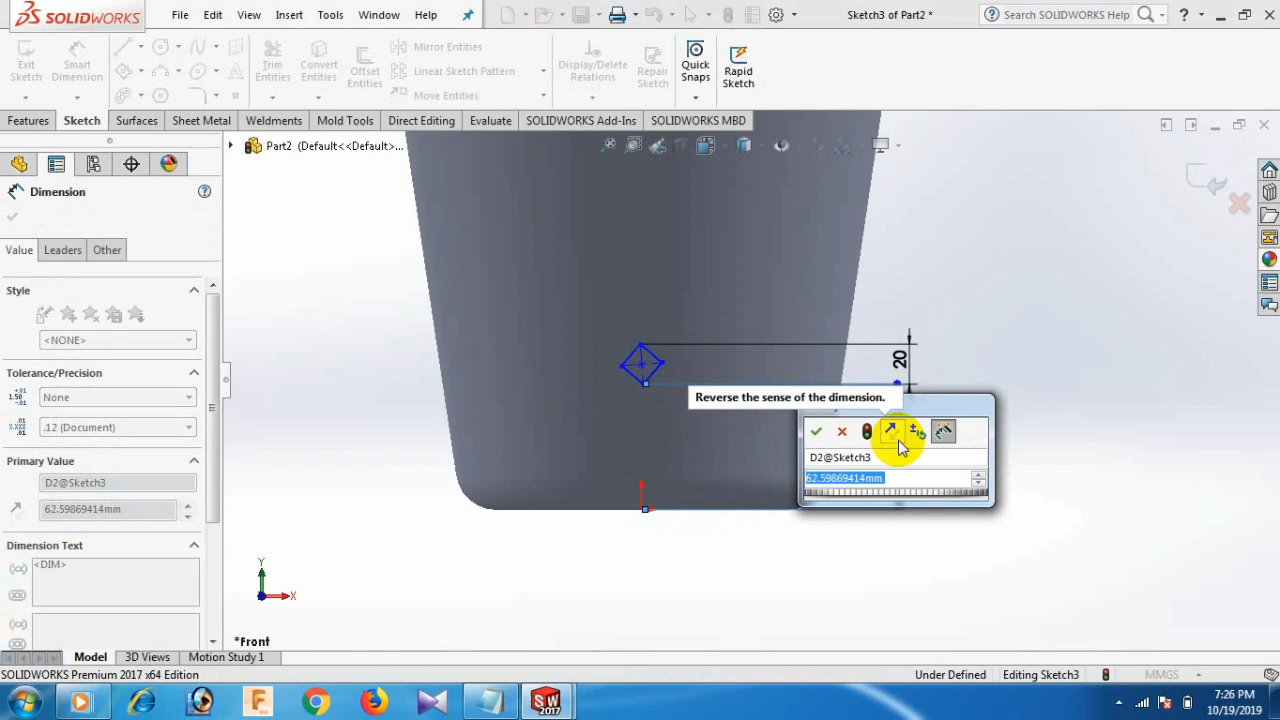 SOLIDWORKS
File Edit View Insert Tools Window Help
Sketch3 of Part2 *
Search SOLIDWORKS Help
Exit Sketch
Smart Dimension
Trim Entities
Convert Entities
Offset Entities
Mirror Entities
Linear Sketch Pattern
Move Entities
Display/Delete Relations
Repair Sketch
Quick Snaps
Rapid Sketch
Features Sketch Surfaces Sheet Metal Weldments Mold Tools Direct Editing Evaluate SOLIDWORKS Add-Ins SOLIDWORKS MBD
Part2 (Default<<Default>...
Dimension
Value Leaders Other
Style
<NONE>
Tolerance/Precision
None
.12 (Document)
Primary Value
D2@Sketch3
62.59869414mm
Dimension Text
<DIM>
20
Reverse the sense of the dimension.
D2@Sketch3
62.59869414mm
Y
X
*Front
Model 3D Views Motion Study 1
SOLIDWORKS Premium 2017 x64 Edition
Under Defined
Editing Sketch3
MMGS
SW
2017
7:26 PM
10/19/2019